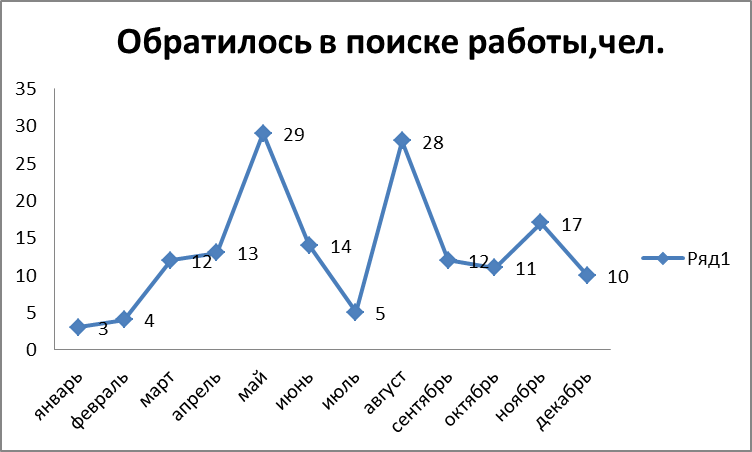 Обратилось в поиске работы,чел.
35
30
25
20
15
10
5
0
3
4
12
13
29
14
5
28
12
11
17
10
январь
февраль
март
апрель
май
июнь
июль
август
сентябрь
октябрь
ноябрь
декабрь
Ряд1